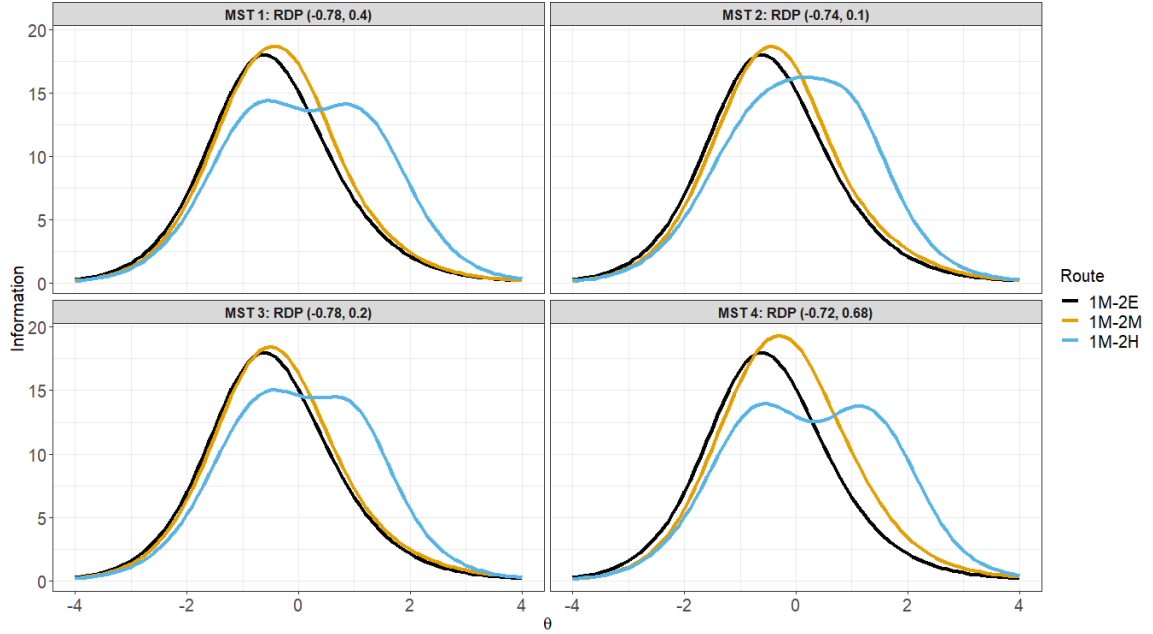 MST 1: RDP (-0.78, 0.4)
MST 2: RDP (-0.74, 0.1)
20
15
10
5
0
MST 3: RDP (-0.78, 0.2)
MST 4: RDP (-0.72, 0.68)
20
15
10
5
0
-4 -2 0 2 4
-4 -2 0 2 4
θ
Information
Route
1M-2E
1M-2M
1M-2H